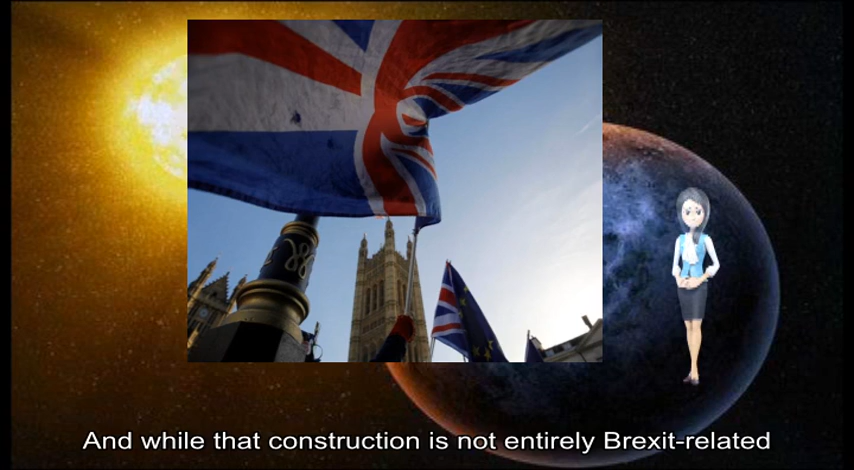 And while that construction is not entirely Brexit-related